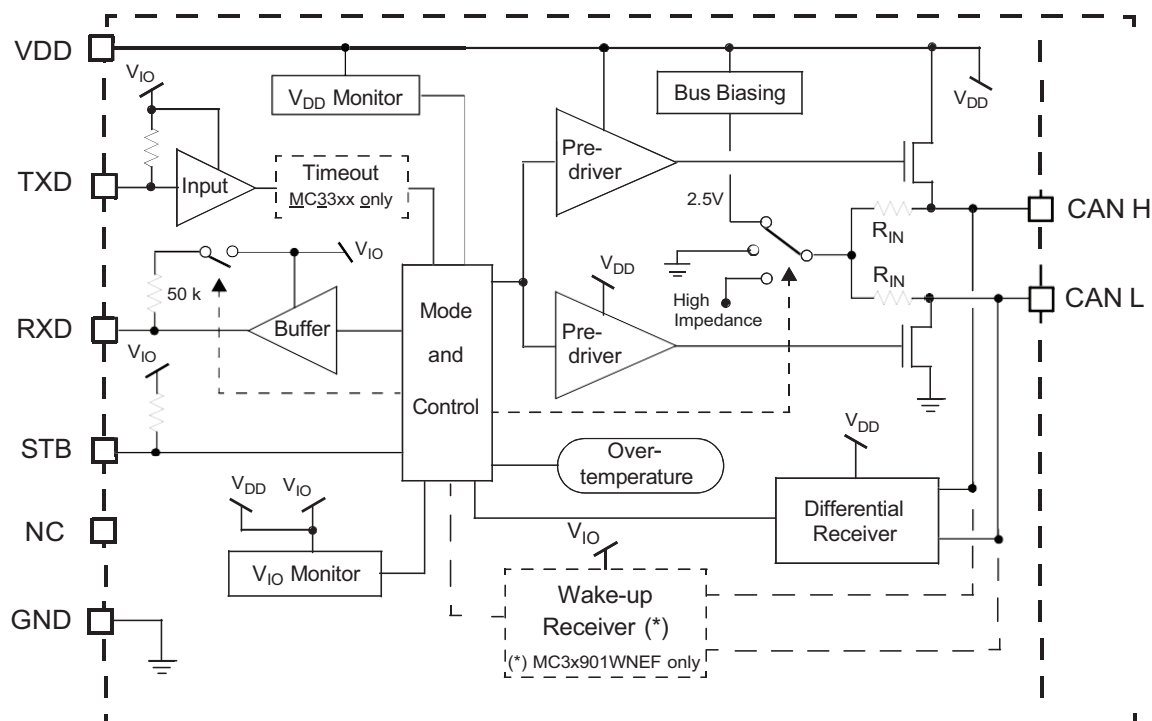 VDD
VIO
VDD Monitor
Bus Biasing
VDD
TXD
Input
Timeout
MC33xx only
Pre-
driver
2.5V
CAN H
RIN
VIO
50 k
RXD
Buffer
VIO
Mode
and
Control
VDD
Pre-
driver
High
Impedance
RIN
CAN L
STB
Over-
temperature
VDD
VDD
VIO
NC
VIO Monitor
VIO
Differential
Receiver
GND
Wake-up
Receiver (*)
(*) MC3x901WNEF only